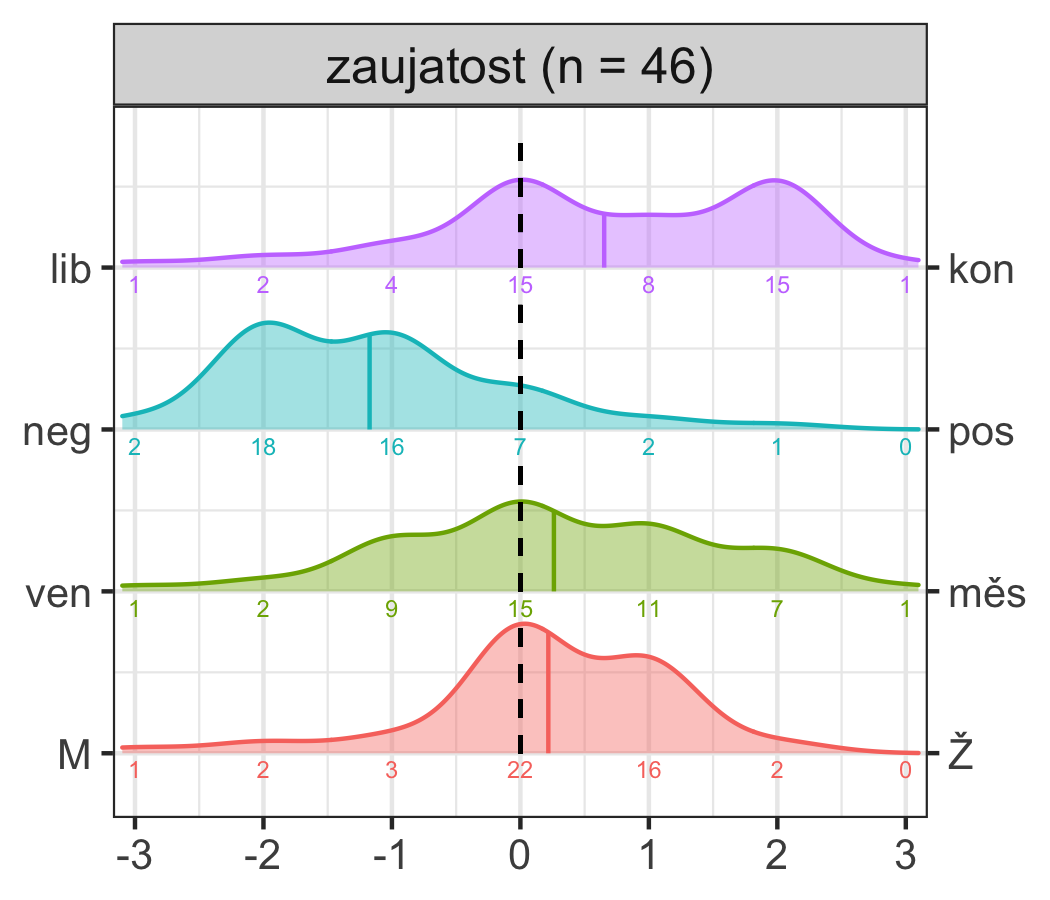 zaujatost (n = 46)
lib kon
1 2 4 15 8 15 1
neg pos
2 18 16 7 2 1 0
ven měs
1 2 9 15 11 7 1
M Ž
1 2 3 22 16 2 0
-3 -2 -1 0 1 2 3